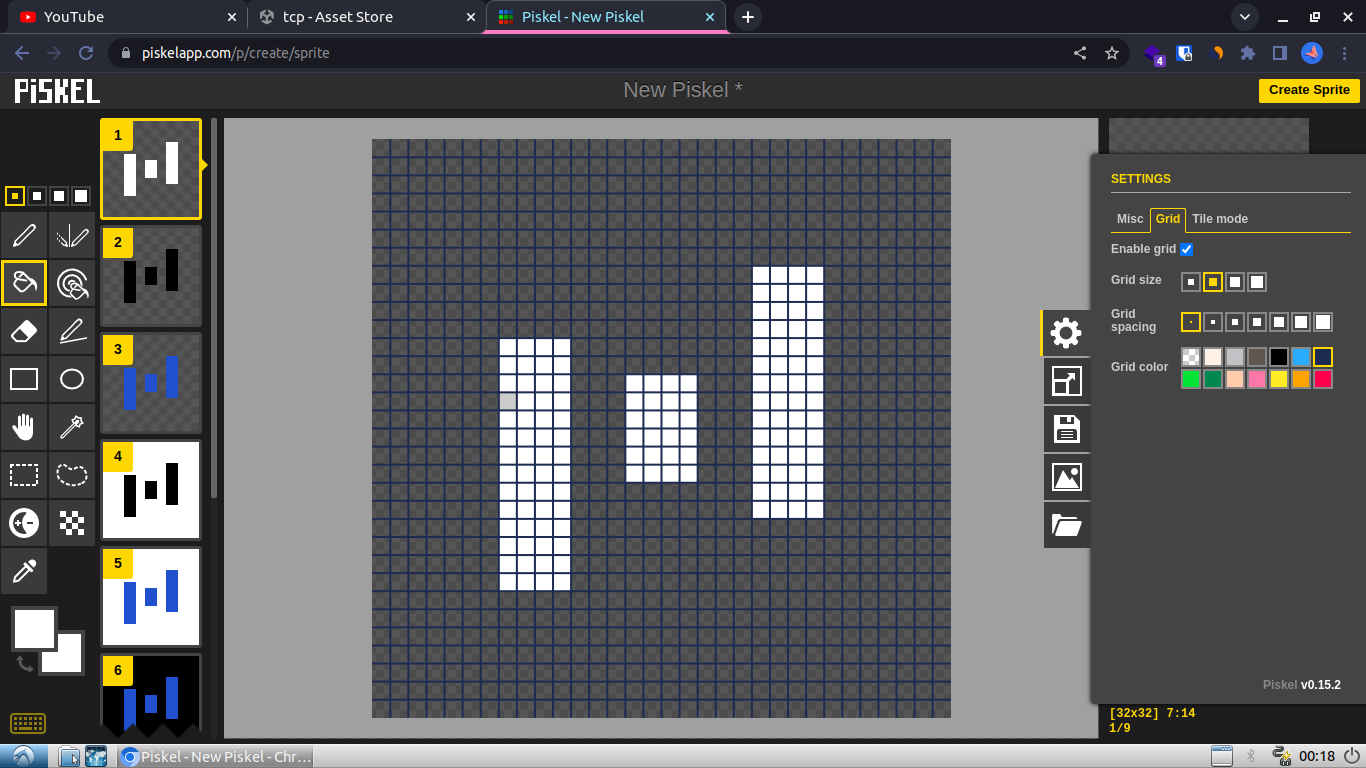 YouTube
tcp - Asset Store
Piskel - New Piskel
piskelapp.com/p/create/sprite
4
PiSKEL
New Piskel *
Create Sprite
1
2
3
4
5
6
SETTINGS
Misc
Grid
Tile mode
Enable grid
Grid size
Grid
spacing
Grid color
Piskel v0.15.2
[32x32] 7:14
1/9
Piskel - New Piskel - Chr...
00:18